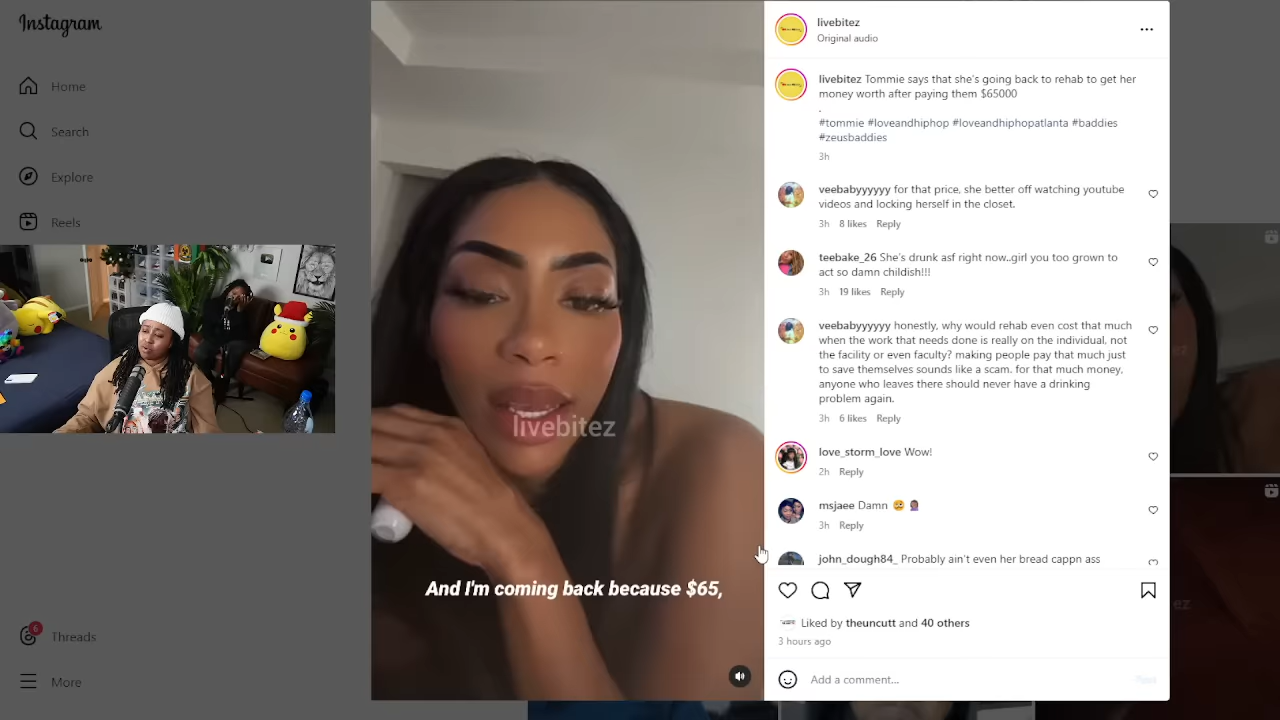 Instagram
Home
Search
Explore
Reels
6
Threads
More
livebitez
And I'm coming back because $65,
livebitez
Original audio
livebitez Tommie says that she's going back to rehab to get her
money worth after paying them $65000
.
#tommie #loveandhiphop #loveandhiphopatlanta #baddies
#zeusbaddies
3h
veebabyyyyyy for that price, she better off watching youtube
videos and locking herself in the closet.
3h 8 likes Reply
teebake_26 She's drunk asf right now..girl you too grown to
act so damn childish!!!
3h 19 likes Reply
veebabyyyyyy honestly, why would rehab even cost that much
when the work that needs done is really on the individual, not
the facility or even faculty? making people pay that much just
to save themselves sounds like a scam. for that much money,
anyone who leaves there should never have a drinking
problem again.
3h 6 likes Reply
love_storm_love Wow!
2h Reply
msjaee Damn 🥴 🤦🏾‍♀️
3h Reply
john_dough84_ Probably ain't even her bread cappn ass
Liked by theuncutt and 40 others
3 hours ago
Add a comment...
Post